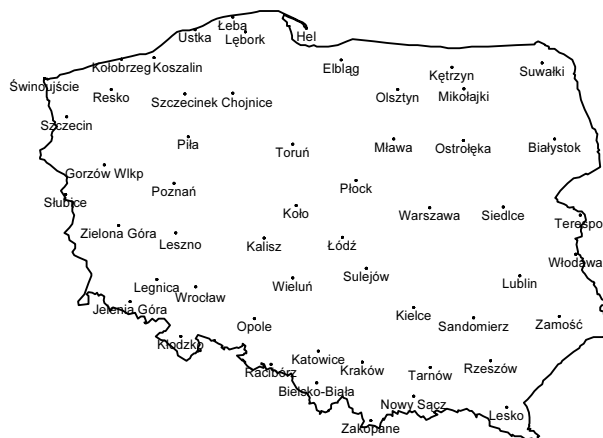 Łeba
Ustka
Lębork
Hel
Kołobrzeg
Koszalin
Elbląg
Kętrzyn
Suwałki
Świnoujście
Resko
Szczecinek
Chojnice
Olsztyn
Mikołajki
Szczecin
Piła
Toruń
Mława
Ostrołęka
Białystok
Gorzów Wlkp
Poznań
Płock
Słubice
Koło
Warszawa
Siedlce
Terespo
Zielona Góra
Leszno
Kalisz
Łódź
Włodawa
Legnica
Wrocław
Wieluń
Sulejów
Lublin
Jelenia Góra
Opole
Kielce
Sandomierz
Zamość
Kłodzko
Katowice
Racibórz
Kraków
Tarnów
Rzeszów
Bielsko-Biała
Nowy Sącz
Lesko
Zakopane